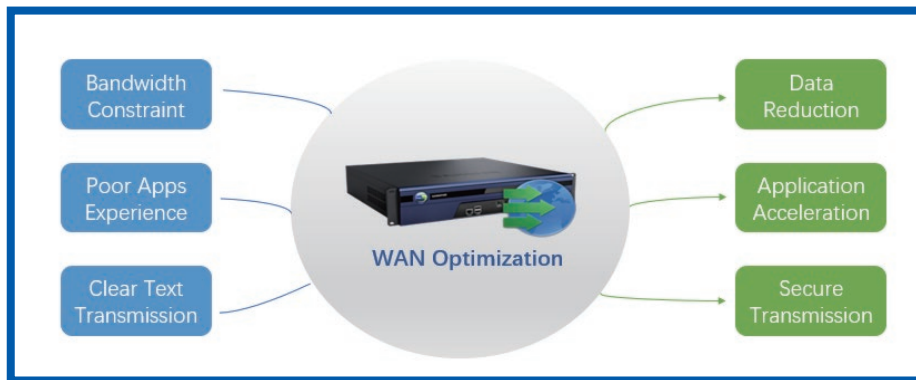 Bandwidth
Constraint
Poor Apps
Experience
Clear Text
Transmission
WAN Optimization
Data
Reduction
Application
Acceleration
Secure
Transmission